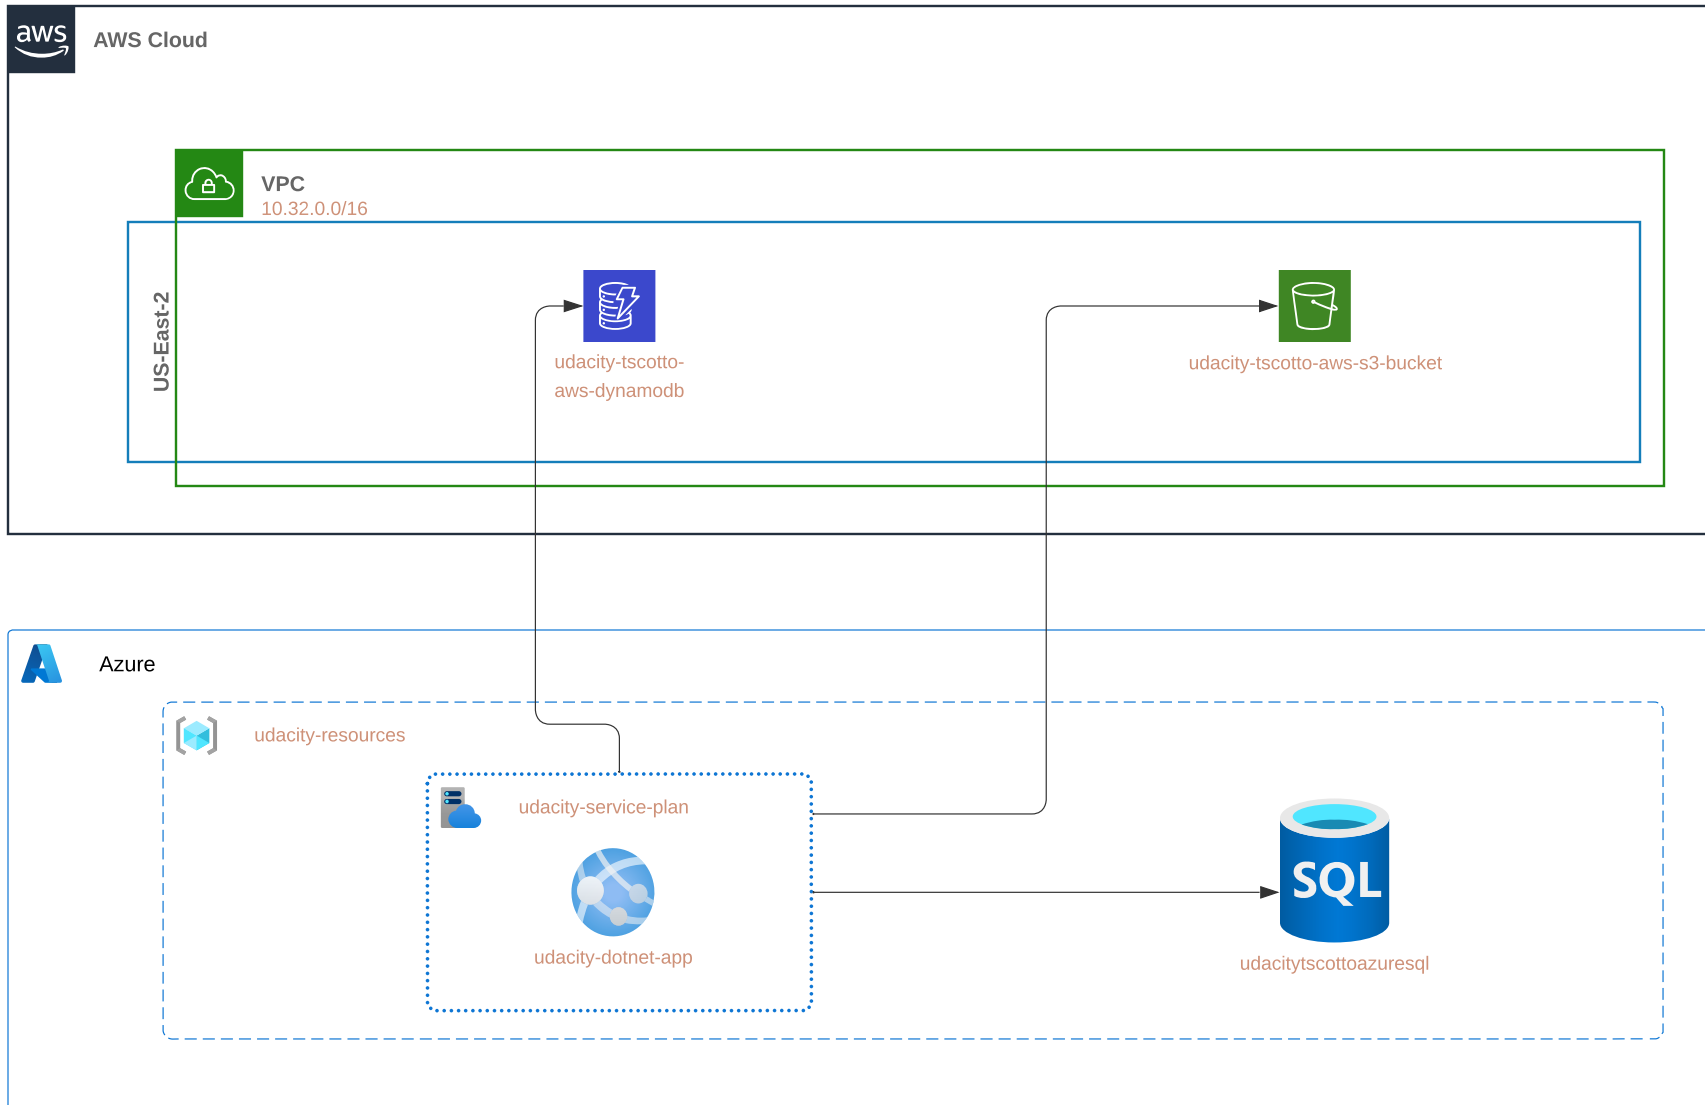 aws
AWS Cloud
VPC
10.32.0.0/16
US-East-2
udacity-tscotto-
aws-dynamodb
udacity-tscotto-aws-s3-bucket
Azure
udacity-resources
udacity-service-plan
udacity-dotnet-app
SQL
udacitytscottoazuresql